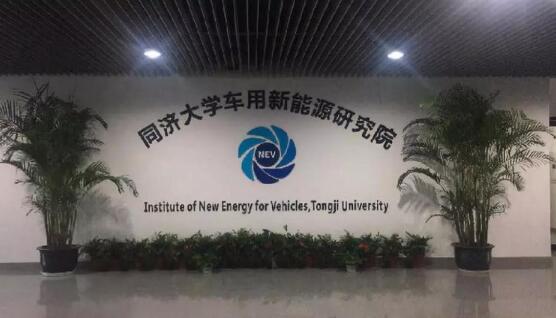 同济大学车用新能源研究院
NEV
Institute of New Energy for Vehicles,Tongji University